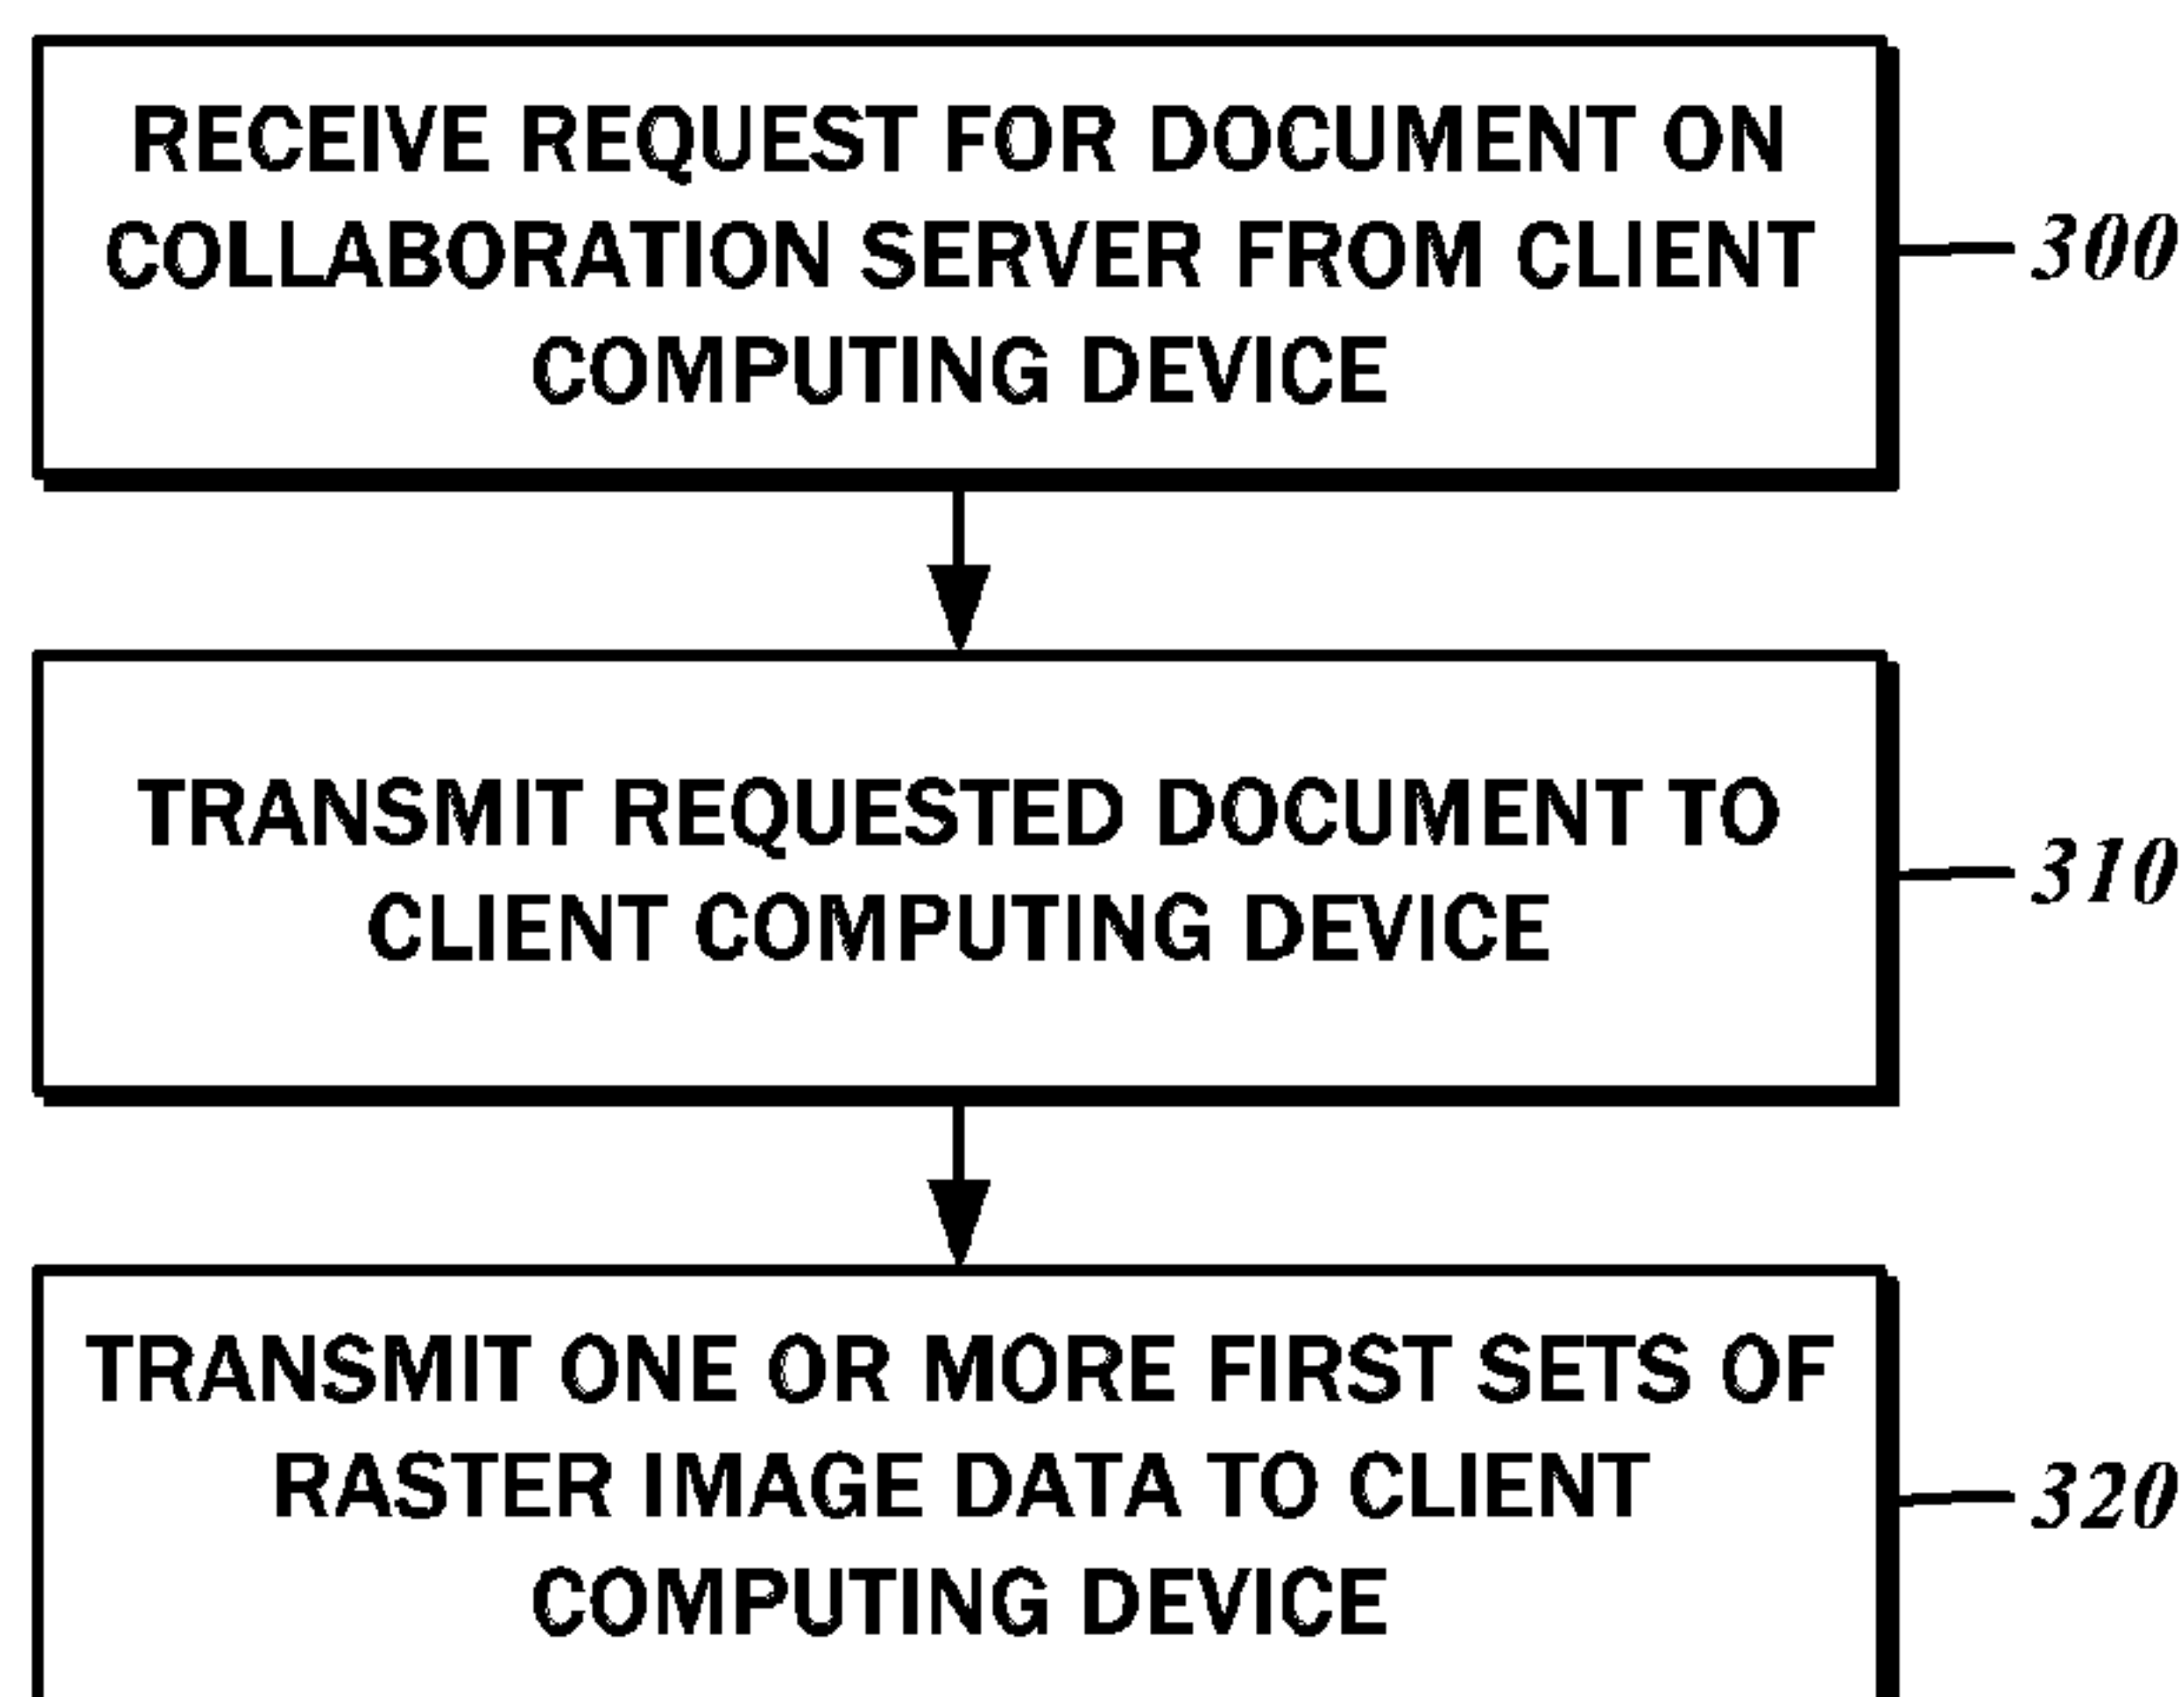 RECEIVE REQUEST FOR DOCUMENT ON
COLLABORATION SERVER FROM CLIENT
COMPUTING DEVICE
300
TRANSMIT REQUESTED DOCUMENT TO
CLIENT COMPUTING DEVICE
310
TRANSMIT ONE OR MORE FIRST SETS OF
RASTER IMAGE DATA TO CLIENT
COMPUTING DEVICE
320